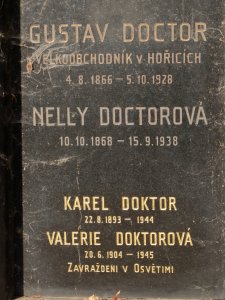 GUSTAV DOCTOR
VELKOOBCHODNÍK V HOŘICÍCH
4. 8. 1866 – 5. 10. 1928
NELLY DOCTOROVÁ
10. 10. 1868 – 15. 9. 1938
KAREL DOKTOR
22. 8. 1893 – 1944
VALERIE DOKTOROVÁ
20. 6. 1904 – 1945
ZAVRAŽDENI V OSVĚTIMI